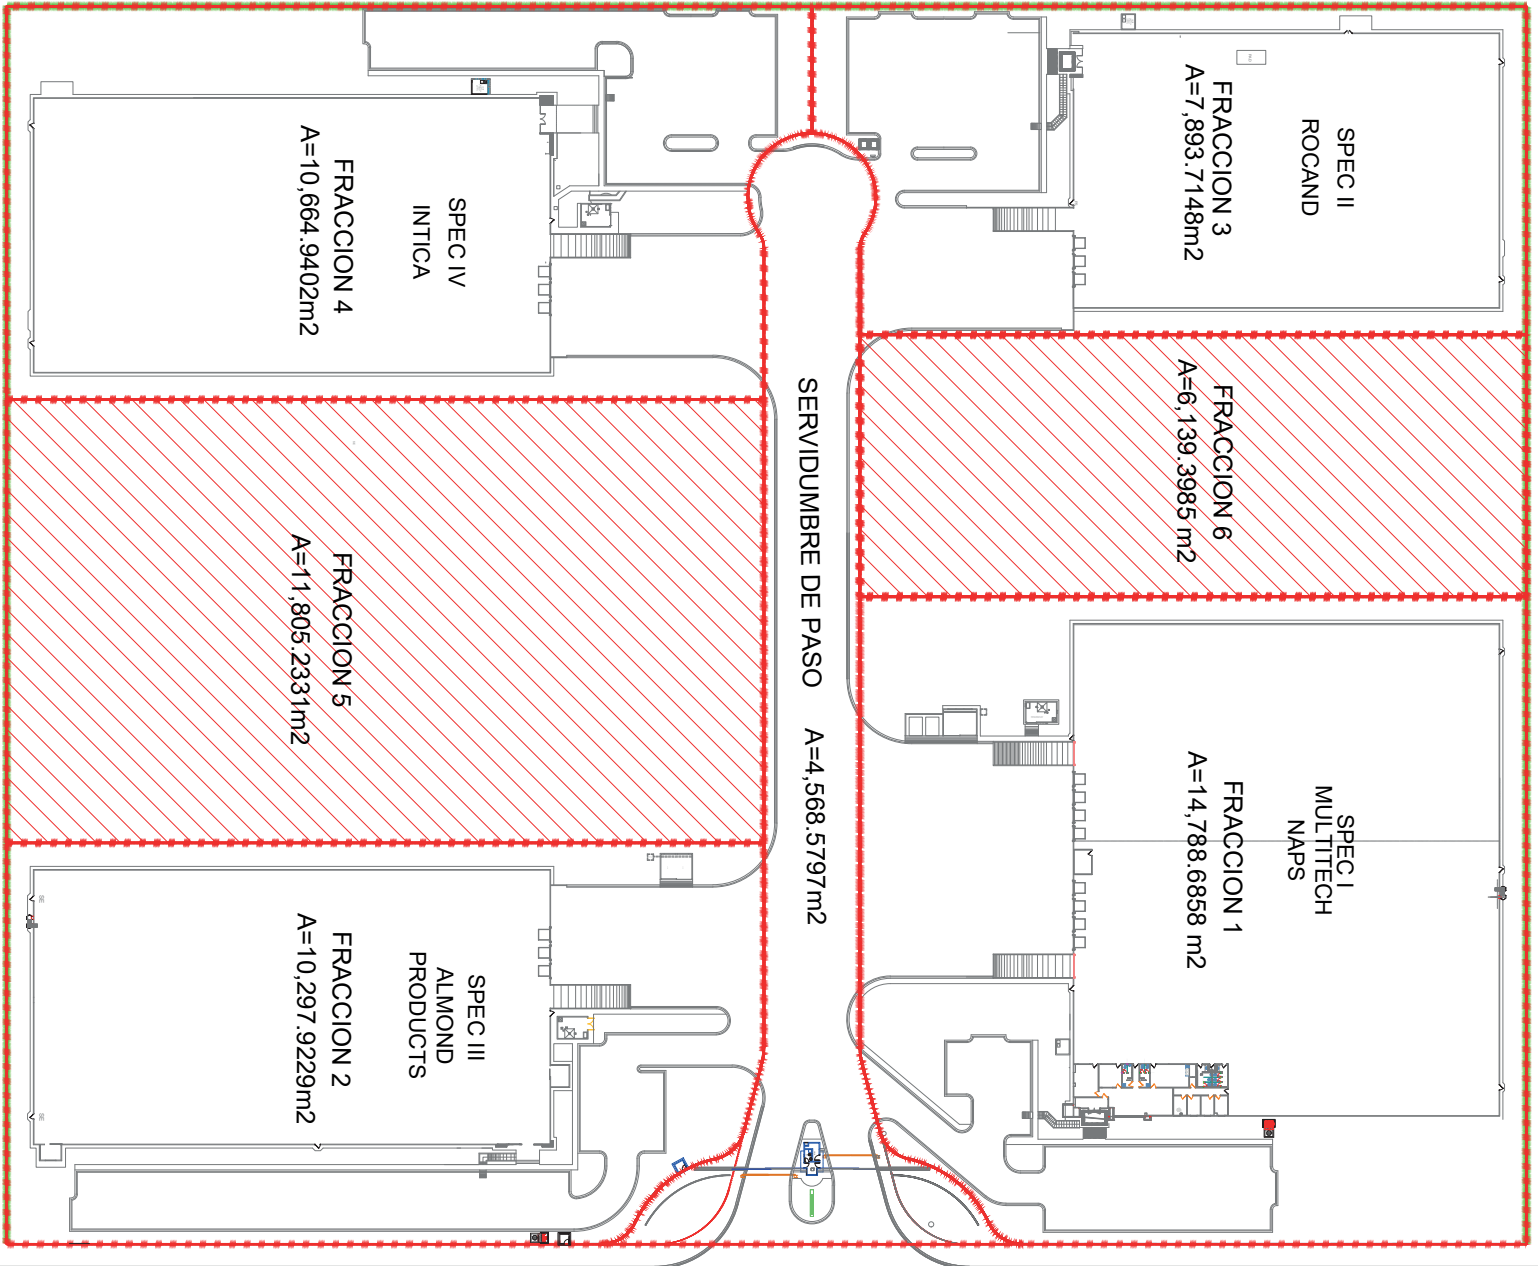 SPEC II
ROCAND
FRACCION 3
A=7,893.7148m2
FRACCION 6
A=6,139.3985 m2
SPEC I
MULTITECH
NAPS
FRACCION 1
A=14,788.6858 m2
SERVIDUMBRE DE PASO A=4,568.5797m2
SPEC IV
INTICA
FRACCION 4
A=10,664.9402m2
FRACCION 5
A=11,805.2331m2
SPEC III
ALMOND
PRODUCTS
FRACCION 2
A=10,297.9229m2